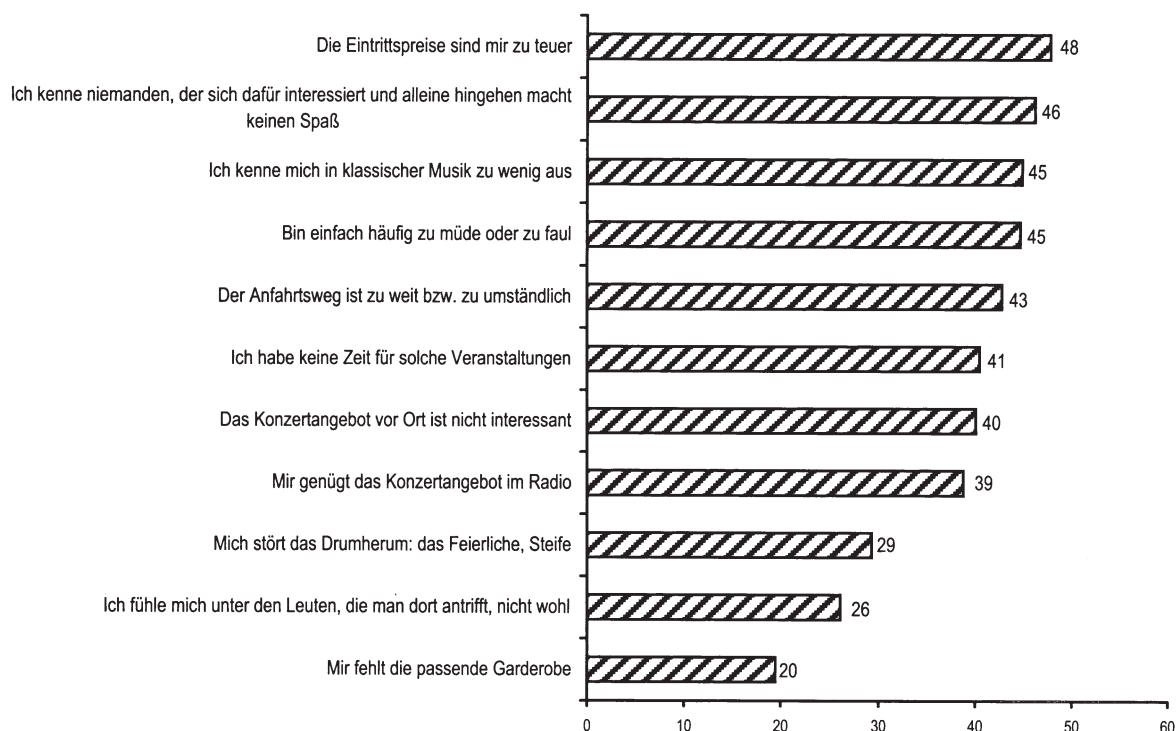 Die Eintrittspreise sind mir zu teuer
48
Ich kenne niemanden, der sich dafür interessiert und alleine hingehen macht
keinen Spaß
46
Ich kenne mich in klassischer Musik zu wenig aus
45
Bin einfach häufig zu müde oder zu faul
45
Der Anfahrtsweg ist zu weit bzw. zu umständlich
43
Ich habe keine Zeit für solche Veranstaltungen
41
Das Konzertangebot vor Ort ist nicht interessant
40
Mir genügt das Konzertangebot im Radio
39
Mich stört das Drumherum: das Feierliche, Steife
29
Ich fühle mich unter den Leuten, die man dort antrifft, nicht wohl
26
Mir fehlt die passende Garderobe
20
0 10 20 30 40 50 60